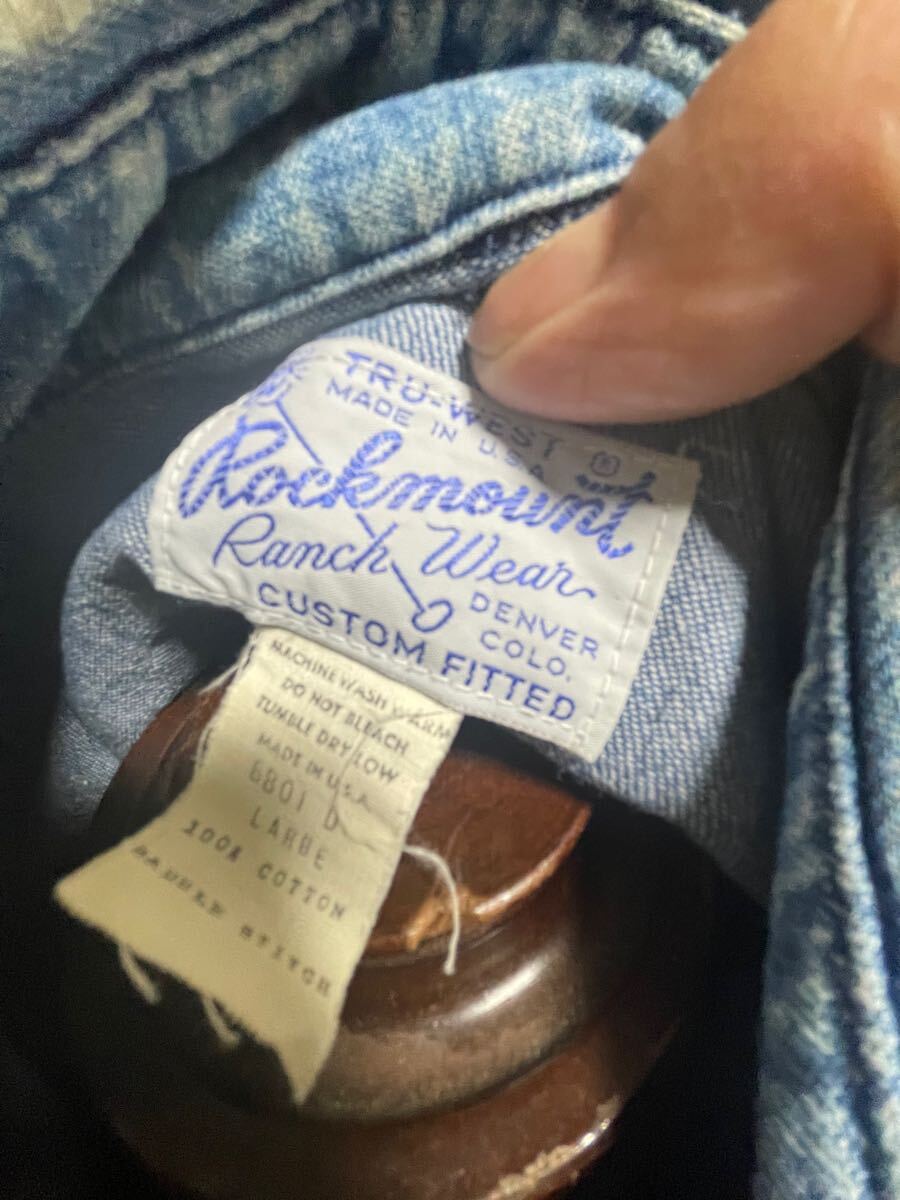 TRU-WEST ®
MADE IN U.S.A
Rockmount
Ranch Wear
DENVER
COLO.
CUSTOM FITTED
MACHINE WASH WARM
DO NOT BLEACH
TUMBLE DRY LOW
MADE IN U.S.A
6801 D
LARGE
100% COTTON
STITCH